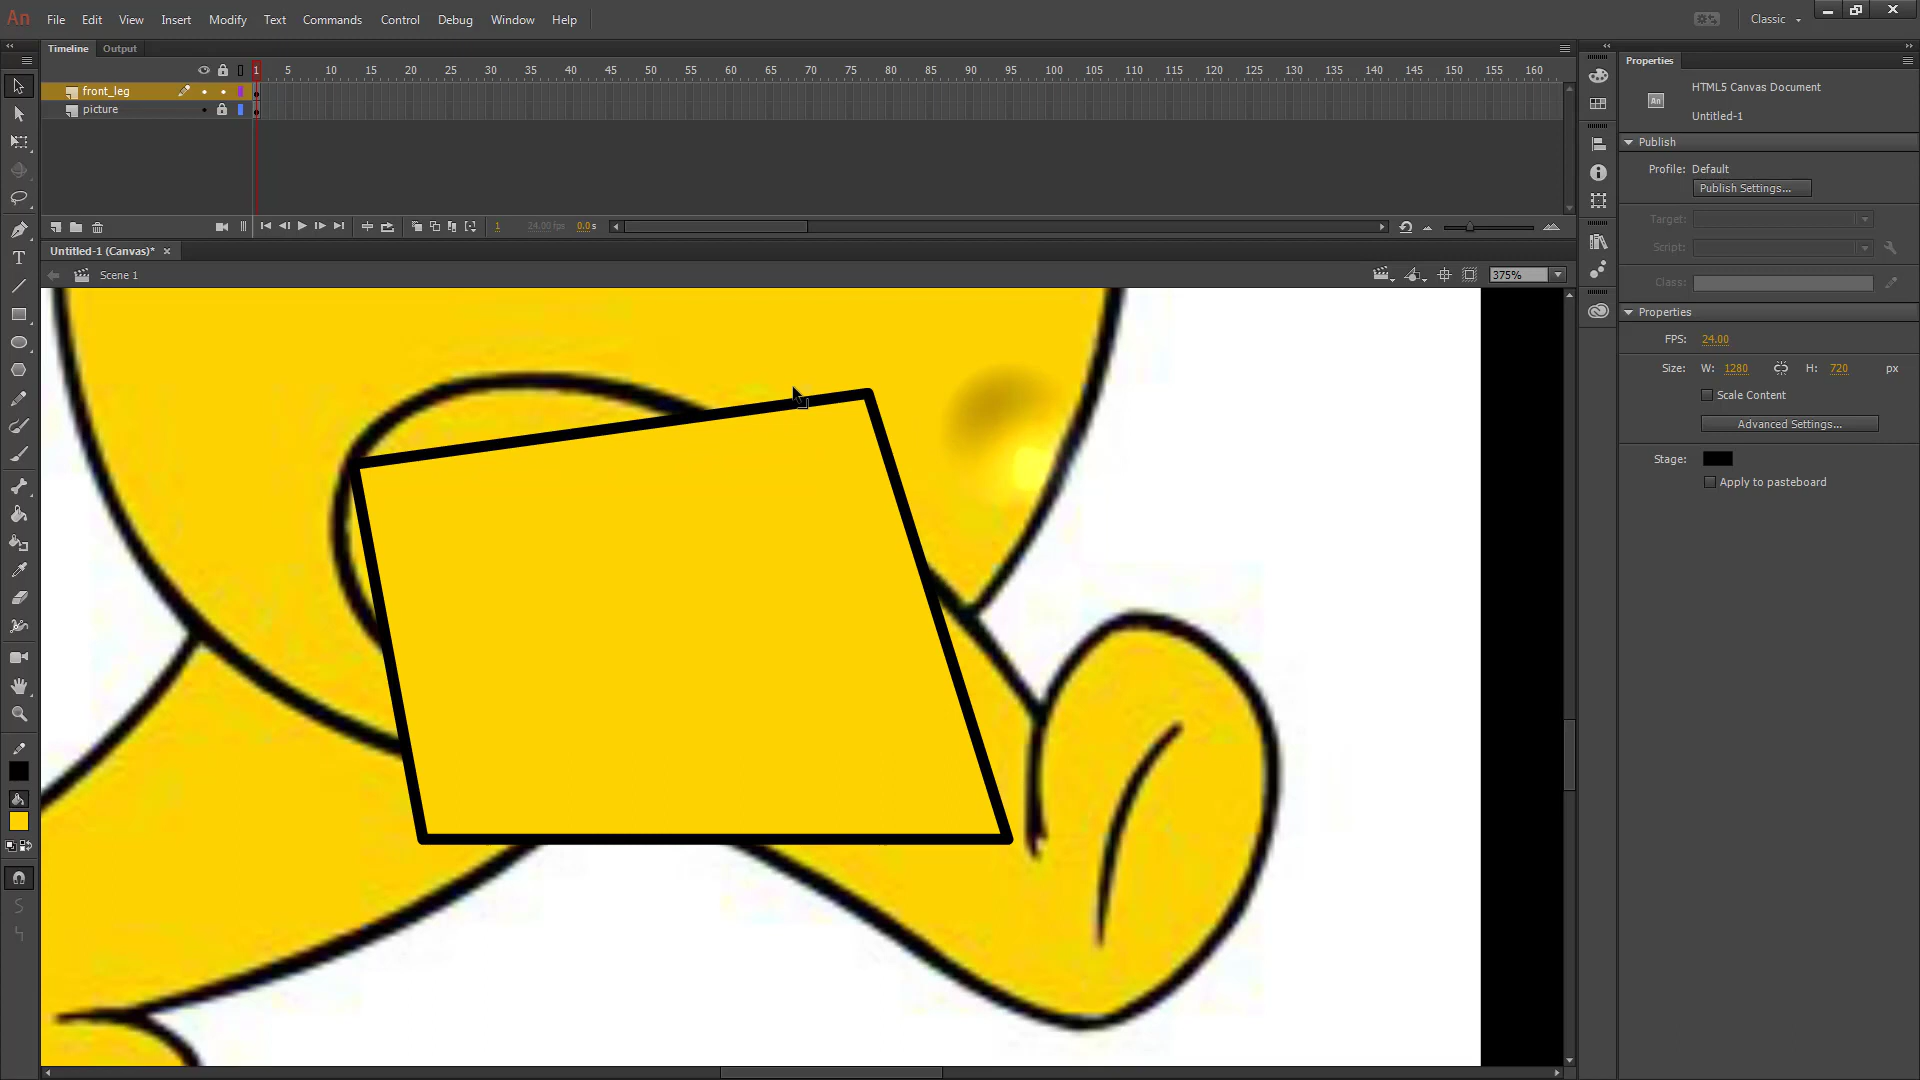 An File Edit View Insert Modify Text Commands Control Debug Window Help Classic
Timeline Output
1 5 10 15 20 25 30 35 40 45 50 55 60 65 70 75 80 85 90 95 100 105 110 115 120 125 130 135 140 145 150 155 160
front_leg
picture
1 24.00 fps 0.0 s
Untitled-1 (Canvas)* ×
Scene 1 375%
T
Properties
HTML5 Canvas Document
An
Untitled-1
Publish
Profile: Default
Publish Settings...
Target:
Script:
Class:
Properties
FPS: 24.00
Size: W: 1280 H: 720 px
Scale Content
Advanced Settings...
Stage:
Apply to pasteboard